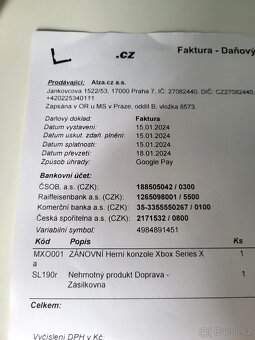 .cz
Faktura - Daňový
Prodávající: Alza.cz a.s.
Jankovcova 1522/53, 17000 Praha 7, IČ: 27082440, DIČ: CZ27082440.
+420225340111
Zapsána v OR u MS v Praze, oddíl B, vložka 8573.
Daňový doklad: Faktura
Datum vystavení: 15.01.2024
Datum uskut. zdaň. plnění: 15.01.2024
Datum splatnosti: 15.01.2024
Datum převzetí: 18.01.2024
Způsob úhrady: Google Pay
Bankovní účet:
ČSOB, a.s. (CZK): 188505042 / 0300
Raiffeisenbank a.s. (CZK): 1265098001 / 5500
Komerční banka a.s. (CZK): 35-3355550267 / 0100
Česká spořitelna a.s. (CZK): 2171532 / 0800
Variabilní symbol: 4984891451
Kód Popis Ks
MXO001 ZÁNOVNÍ Herní konzole Xbox Series X 1
a
SL190r Nehmotný produkt Doprava - 1
Zásilkovna
Celkem:
Vyčíslení DPH v Kč